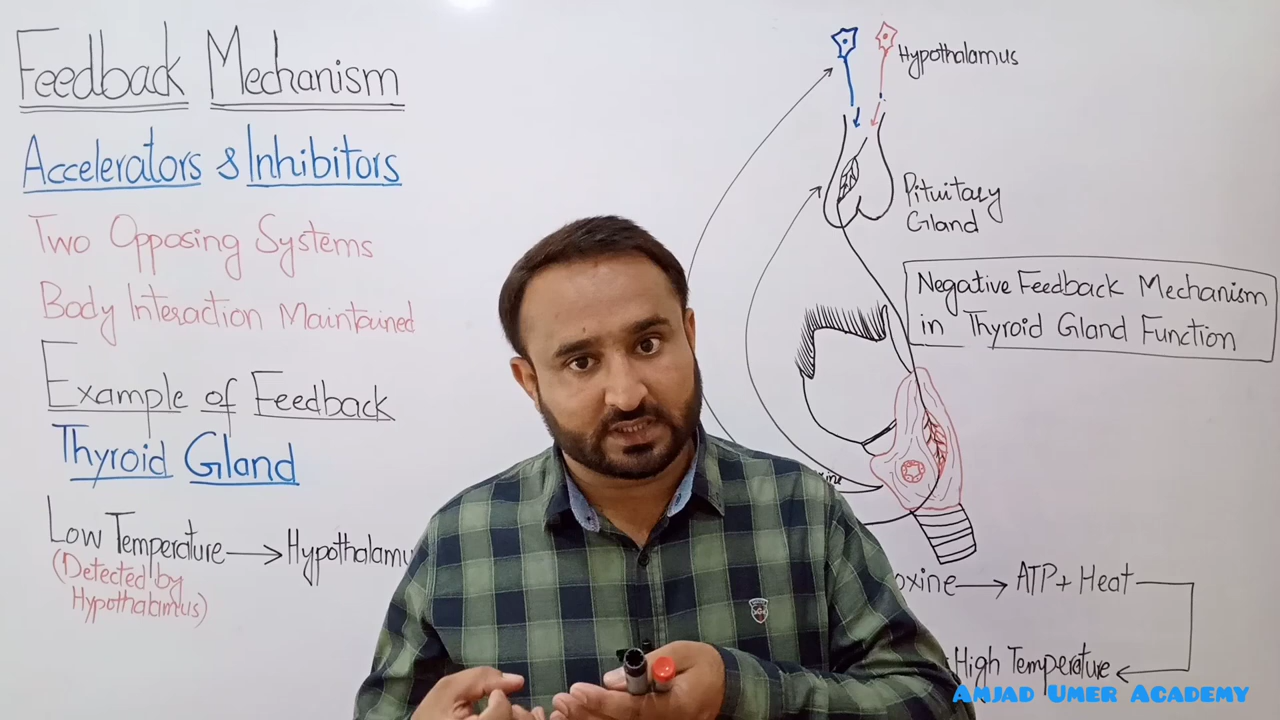 Feedback Mechanism
Accelerators & Inhibitors
Two Opposing Systems
Body Interaction Maintained
Example of Feedback
Thyroid Gland
Low Temperature → Hypothalamu
(Detected by
Hypothalamus)
Hypothalamus
Pituitary
Gland
Negative Feedback Mechanism
in Thyroid Gland Function
ine
oxine → ATP + Heat
High Temperature
Amjad Umer Academy